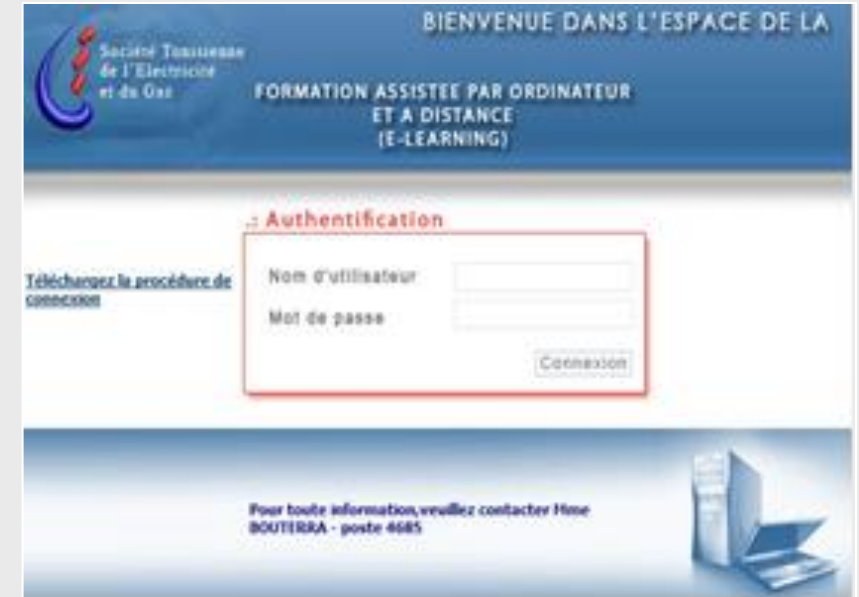 BIENVENUE DANS L'ESPACE DE LA
Société Tunisienne
de l'Electricité
et du Gaz
FORMATION ASSISTEE PAR ORDINATEUR
ET A DISTANCE
(E-LEARNING)
.: Authentification
Téléchargez la procédure de
connexion
Nom d'utilisateur
Mot de passe
Connexion
Pour toute information,veuillez contacter Mme
BOUTERRA - poste 4685